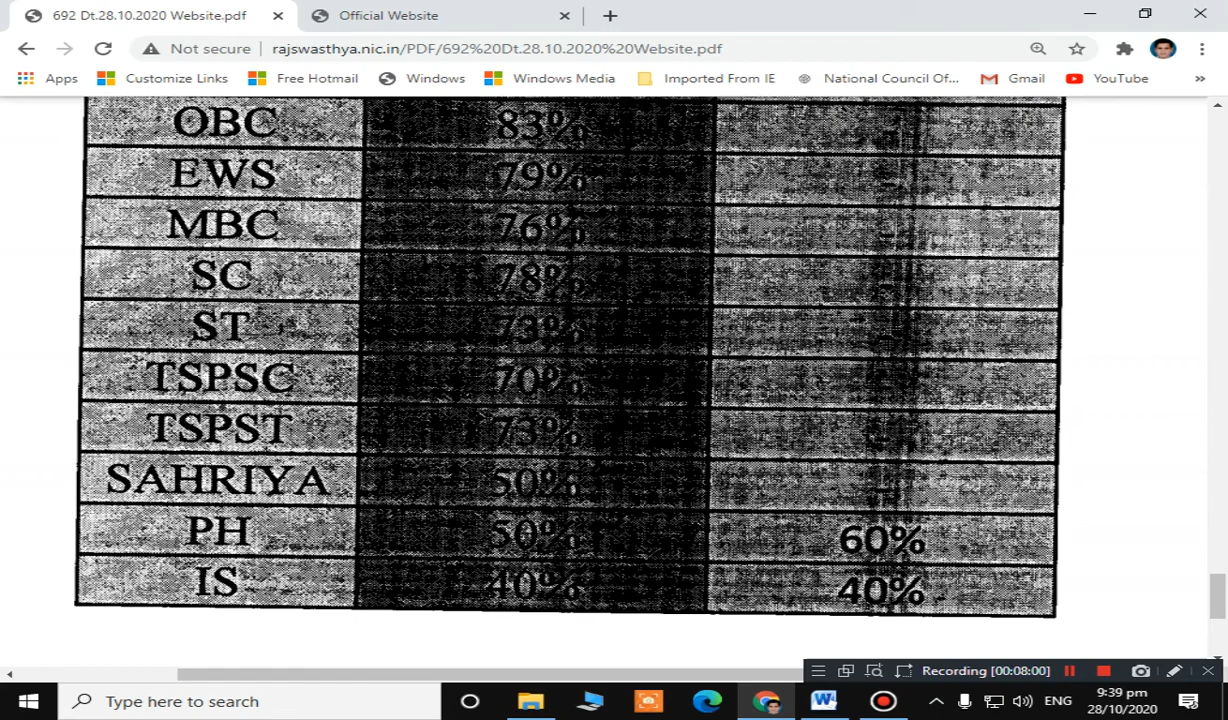 692 Dt.28.10.2020 Website.pdf
Official Website
Not secure
rajswasthya.nic.in/PDF/692%20Dt.28.10.2020%20Website.pdf
Apps Customize Links Free Hotmail Windows Windows Media Imported From IE National Council Of... Gmail YouTube »
OBC 83%
EWS 79%
MBC 76%
SC 78%
ST 73%
TSPSC 70%
TSPST 73%
SAHRIYA 50%
PH 50% 60%
IS 40% 40%
Recording [00:08:00]
Type here to search
ENG
9:39 pm
28/10/2020